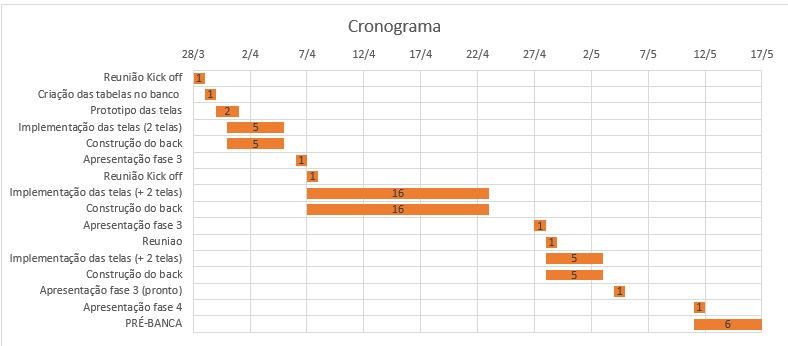 Cronograma
28/3 2/4 7/4 12/4 17/4 22/4 27/4 2/5 7/5 12/5 17/5
Reunião Kick off 1
Criação das tabelas no banco 1
Prototipo das telas 2
Implementação das telas (2 telas) 5
Construção do back 5
Apresentação fase 3 1
Reunião Kick off 1
Implementação das telas (+ 2 telas) 16
Construção do back 16
Apresentação fase 3 1
Reuniao 1
Implementação das telas (+ 2 telas) 5
Construção do back 5
Apresentação fase 3 (pronto) 1
Apresentação fase 4 1
PRÉ-BANCA 6